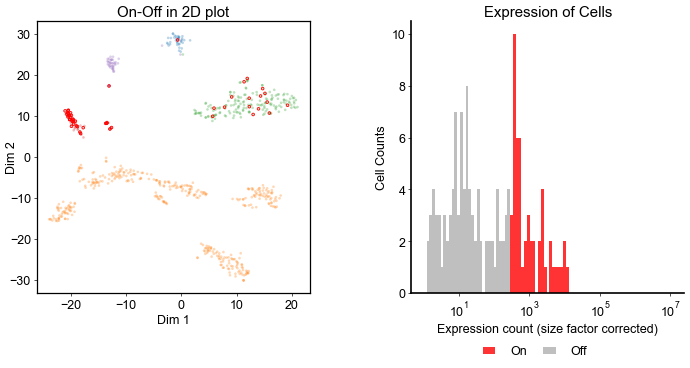 On-Off in 2D plot
30
20
10
0
−10
−20
−30
Dim 2
−20 −10 0 10 20
Dim 1
Expression of Cells
10
8
6
4
2
0
Cell Counts
10^1 10^3 10^5 10^7
Expression count (size factor corrected)
On Off